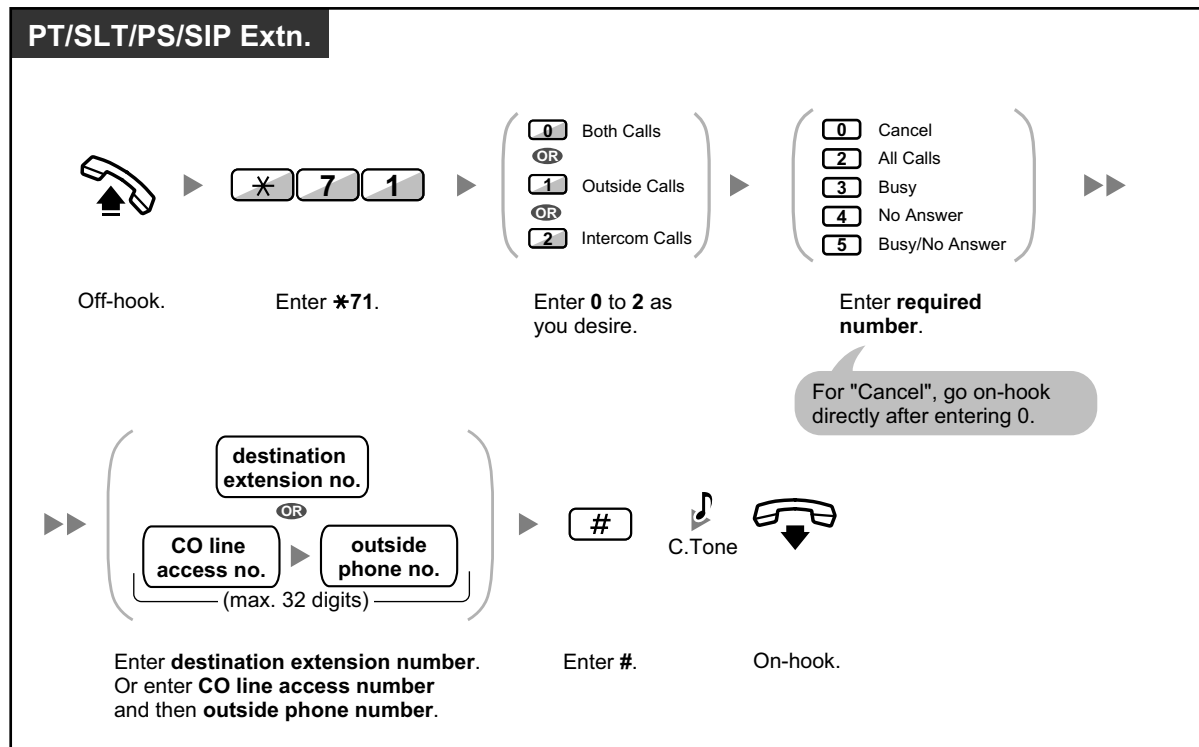 PT/SLT/PS/SIP Extn.
0 Both Calls
OR
1 Outside Calls
OR
2 Intercom Calls
0 Cancel
2 All Calls
3 Busy
4 No Answer
5 Busy/No Answer
* 7 1
Off-hook.
Enter *71.
Enter 0 to 2 as
you desire.
Enter required
number.
For "Cancel", go on-hook
directly after entering 0.
destination
extension no.
OR
CO line
access no.
outside
phone no.
(max. 32 digits)
#
C.Tone
Enter destination extension number.
Or enter CO line access number
and then outside phone number.
Enter #.
On-hook.